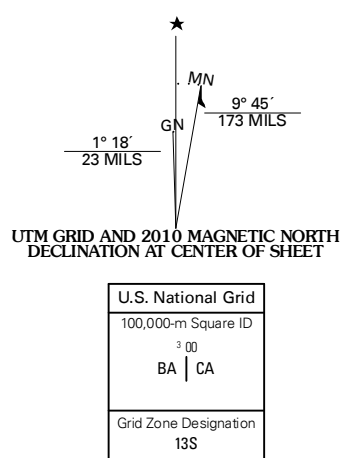 ★
MN
9° 45´
173 MILS
GN
1° 18´
23 MILS
UTM GRID AND 2010 MAGNETIC NORTH
DECLINATION AT CENTER OF SHEET
U.S. National Grid
100,000-m Square ID
3 00
BA | CA
Grid Zone Designation
13S